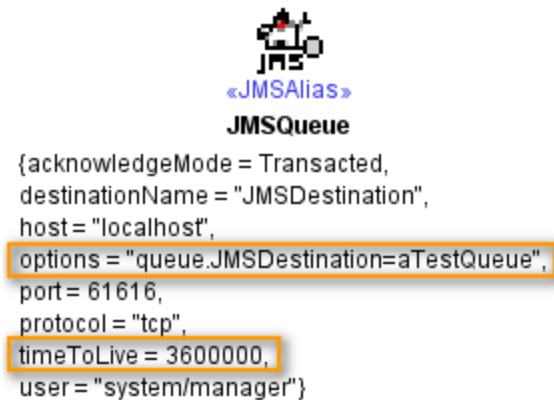 JMS
«JMSAlias»
JMSQueue
{acknowledgeMode = Transacted,
destinationName = "JMSDestination",
host = "localhost",
options = "queue.JMSDestination=aTestQueue",
port = 61616,
protocol = "tcp",
timeToLive = 3600000,
user = "system/manager"}